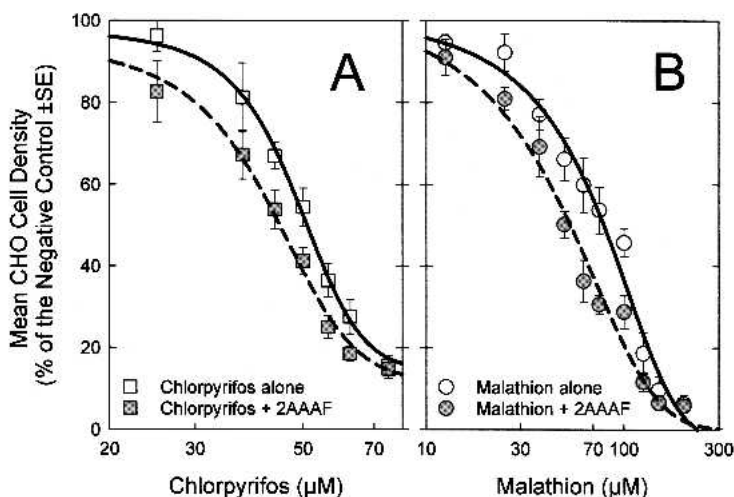 Mean CHO Cell Density
(% of the Negative Control ±SE)
100
80
60
40
20
0
A
Chlorpyrifos alone
Chlorpyrifos + 2AAAF
20
30
50
70
Chlorpyrifos (µM)
B
Malathion alone
Malathion + 2AAAF
10
30
70
100
300
Malathion (µM)